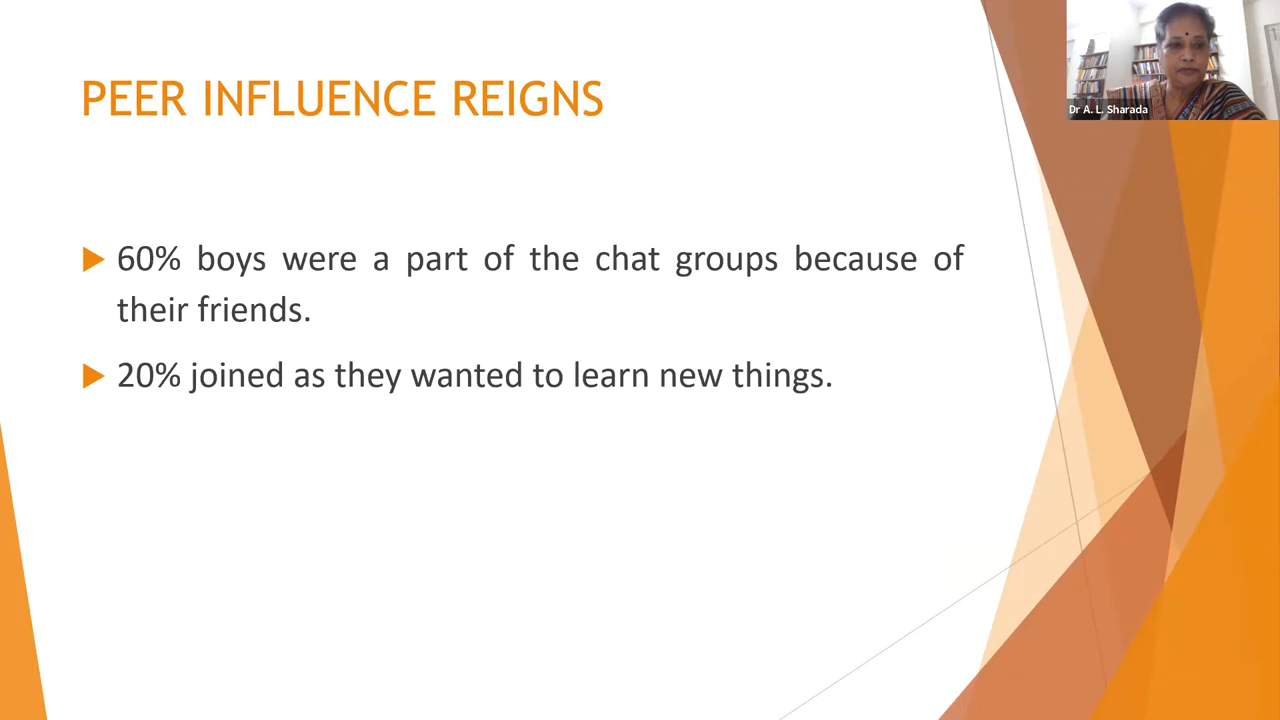 PEER INFLUENCE REIGNS
Dr A. L. Sharada
60% boys were a part of the chat groups because of
their friends.
20% joined as they wanted to learn new things.